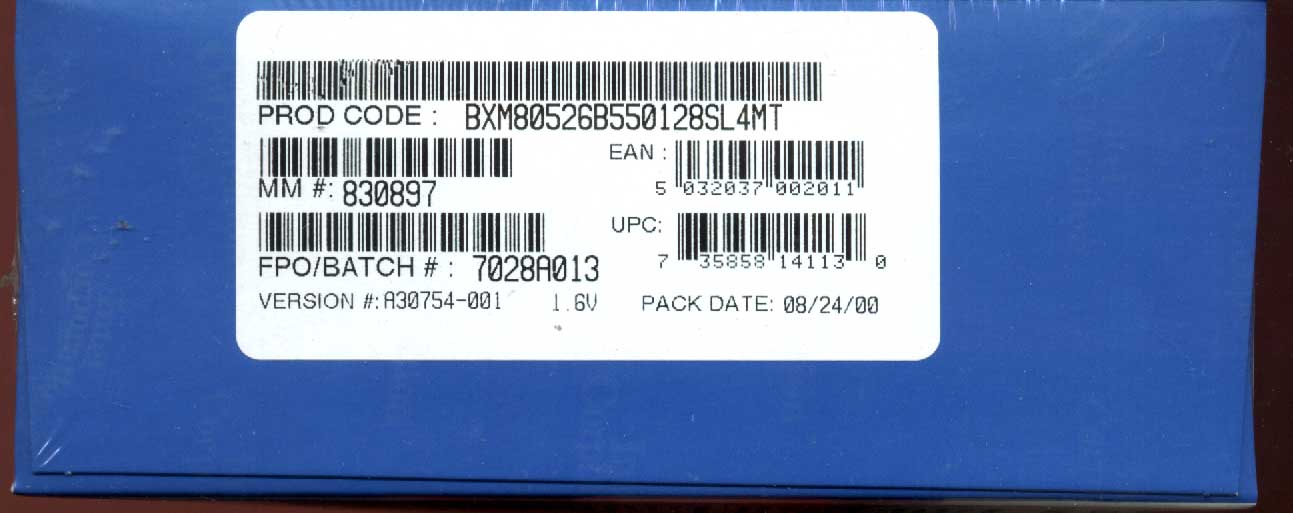 PROD CODE : BXM80526B550128SL4MT
EAN :
5 032037 002011
MM #: 830897
UPC:
7 35858 14113 0
FPO/BATCH # : 7028A013
VERSION #: A30754-001 1.6V PACK DATE: 08/24/00